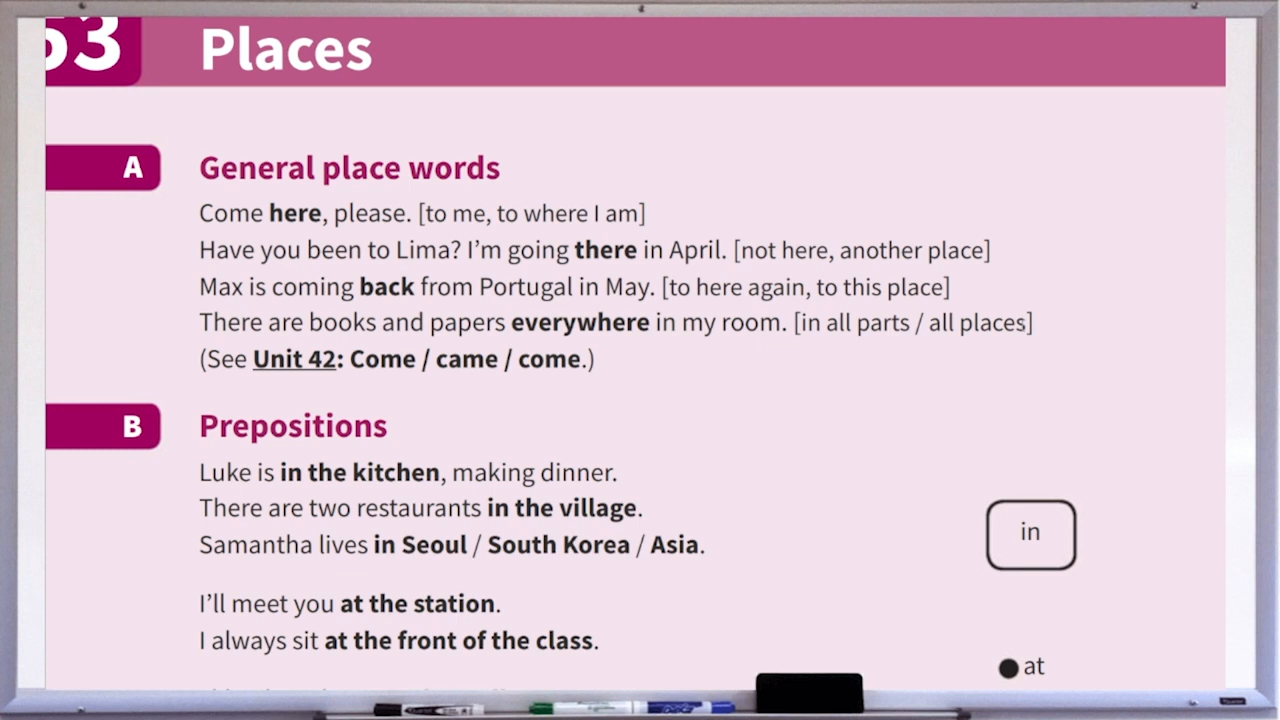 53 Places
A General place words
Come here, please. [to me, to where I am]
Have you been to Lima? I’m going there in April. [not here, another place]
Max is coming back from Portugal in May. [to here again, to this place]
There are books and papers everywhere in my room. [in all parts / all places]
(See Unit 42: Come / came / come.)
B Prepositions
Luke is in the kitchen, making dinner.
There are two restaurants in the village.
Samantha lives in Seoul / South Korea / Asia.
in
I’ll meet you at the station.
I always sit at the front of the class.
at